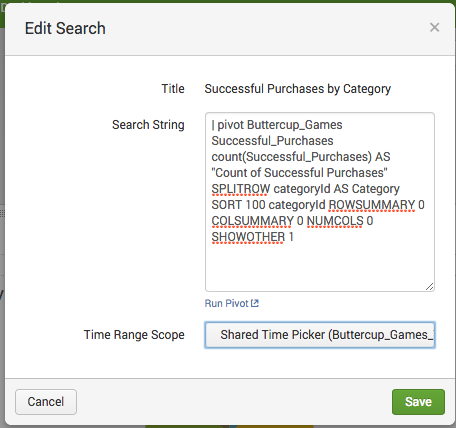 Edit Search
×
Title
Successful Purchases by Category
Search String
| pivot Buttercup_Games
Successful_Purchases
count(Successful_Purchases) AS
"Count of Successful Purchases"
SPLITROW categoryId AS Category
SORT 100 categoryId ROWSUMMARY 0
COLSUMMARY 0 NUMCOLS 0
SHOWOTHER 1
Run Pivot
Time Range Scope
Shared Time Picker (Buttercup_Games_
Cancel
Save